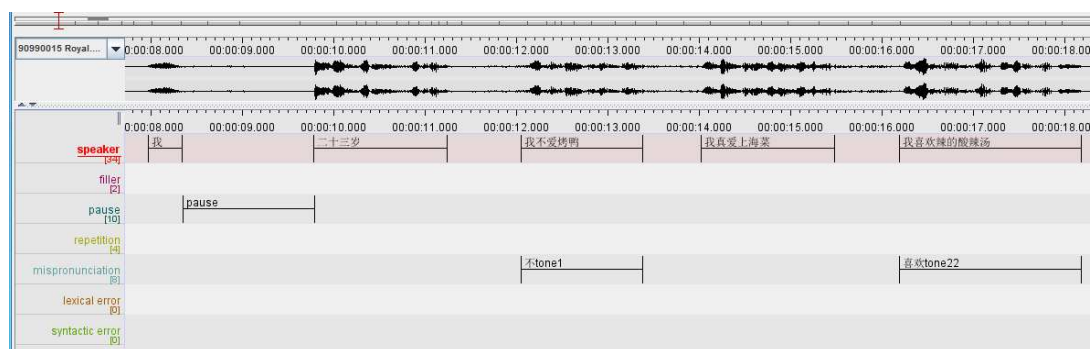 90990015 Royal....
0:00:08.000 00:00:09.000 00:00:10.000 00:00:11.000 00:00:12.000 00:00:13.000 00:00:14.000 00:00:15.000 00:00:16.000 00:00:17.000 00:00:18.00
0:00:08.000 00:00:09.000 00:00:10.000 00:00:11.000 00:00:12.000 00:00:13.000 00:00:14.000 00:00:15.000 00:00:16.000 00:00:17.000 00:00:18.00
speaker 我 二十三岁 我不爱烤鸭 我真爱上海菜 我喜欢辣的酸辣汤
[34]
filler
[2]
pause pause
[10]
repetition
[4]
mispronunciation 不tone1 喜欢tone22
[8]
lexical error
[0]
syntactic error
[0]